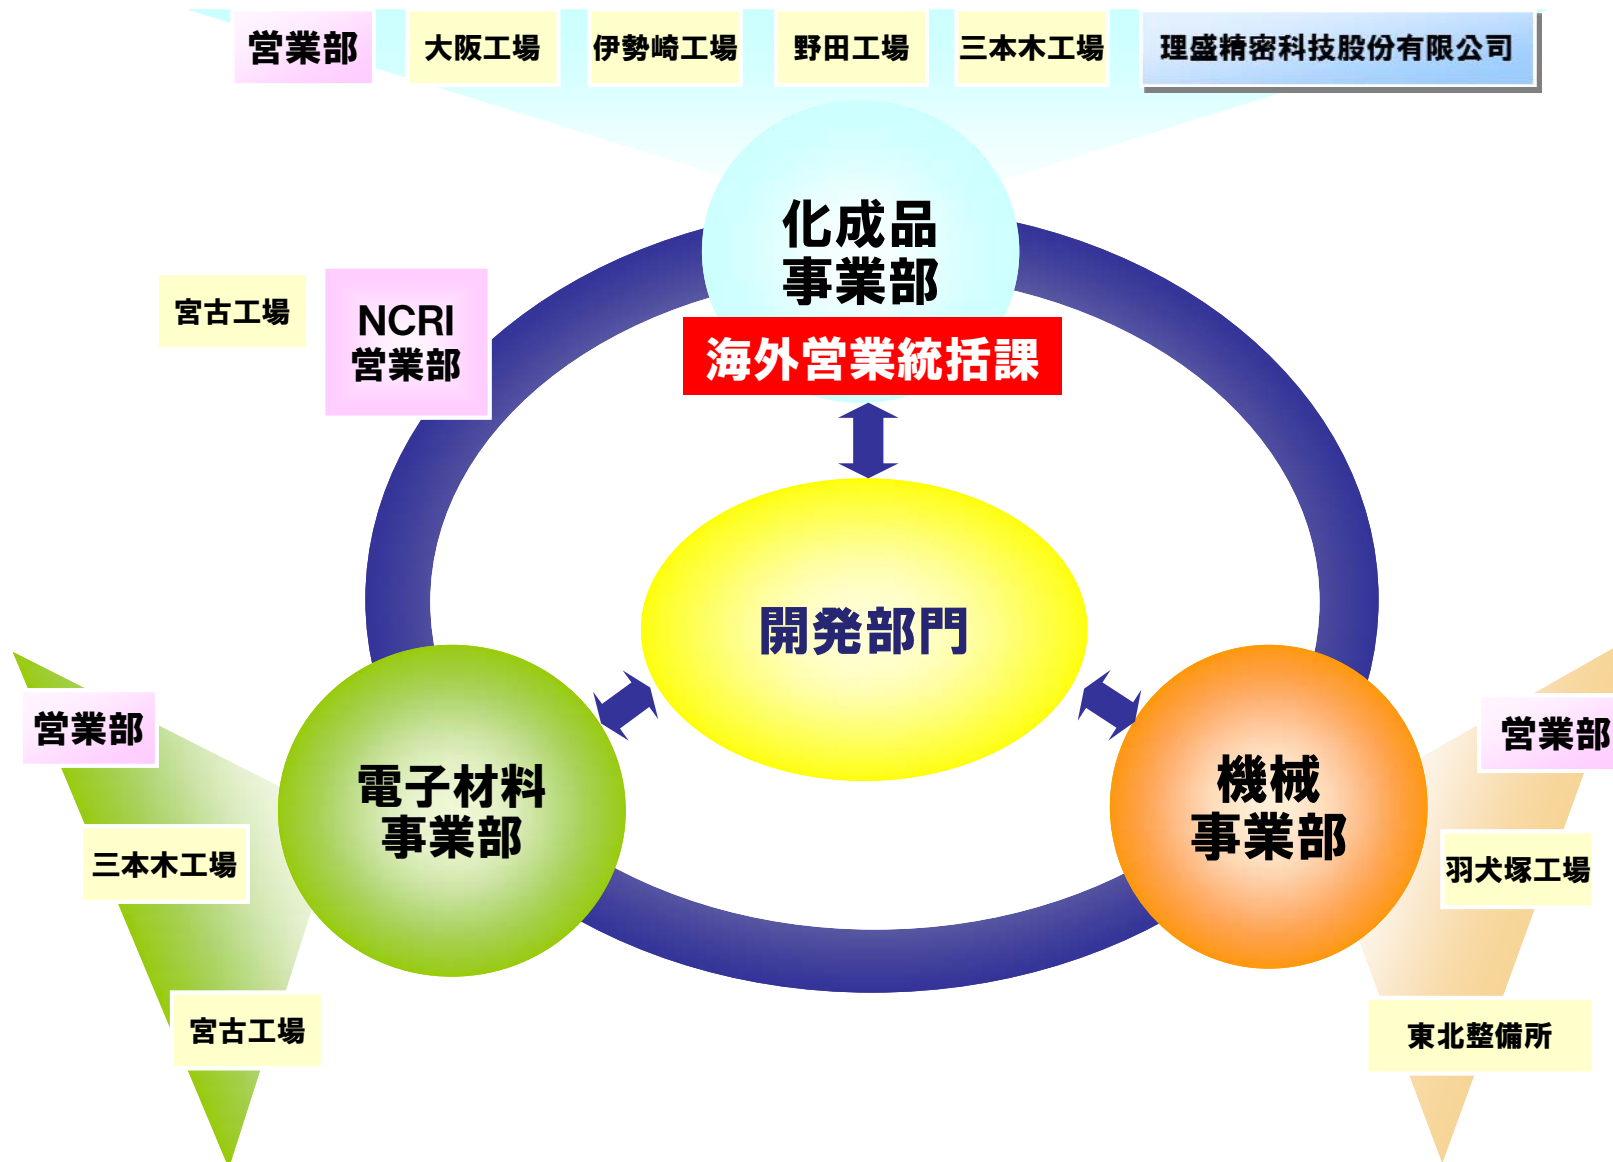 営業部
大阪工場
伊勢崎工場
野田工場
三本木工場
理盛精密科技股份有限公司
化成品
事業部
海外営業統括課
宮古工場
NCRI
営業部
開発部門
営業部
三本木工場
宮古工場
電子材料
事業部
機械
事業部
営業部
羽犬塚工場
東北整備所